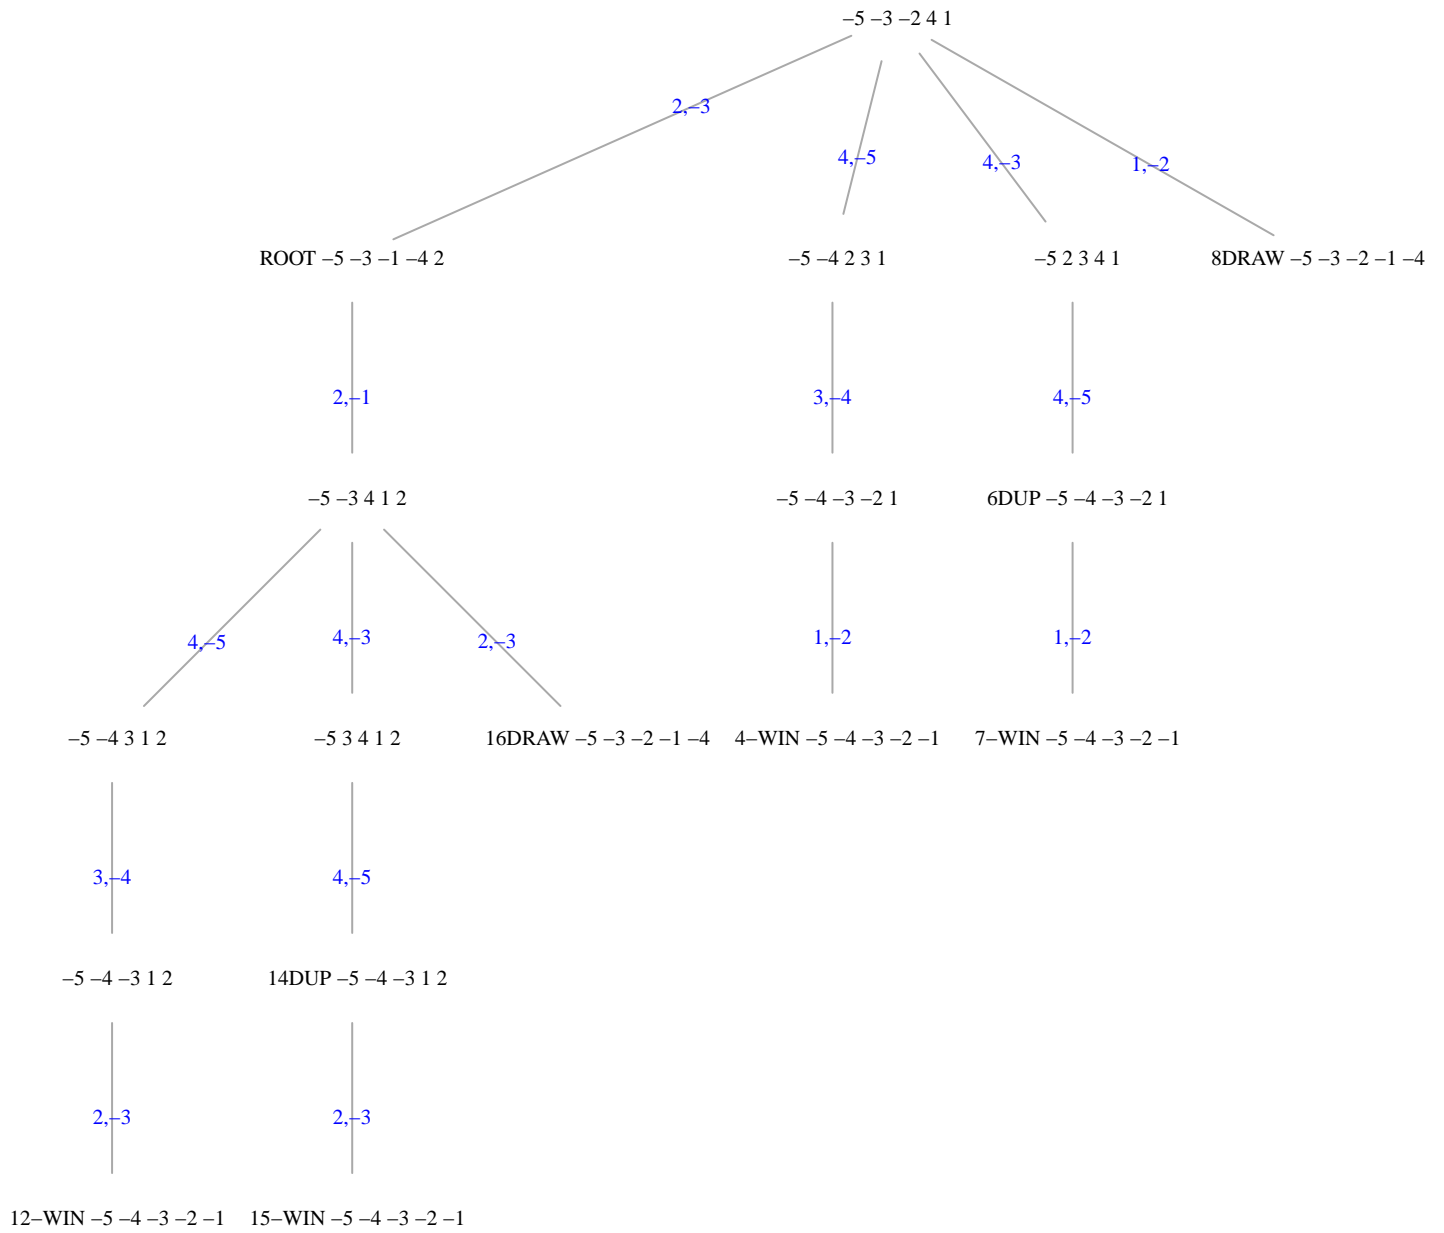 –5 –3 –2 4 1
2,–3
4,–5
4,–3
1,–2
ROOT –5 –3 –1 –4 2
–5 –4 2 3 1
–5 2 3 4 1
8DRAW –5 –3 –2 –1 –4
2,–1
3,–4
4,–5
–5 –3 4 1 2
–5 –4 –3 –2 1
6DUP –5 –4 –3 –2 1
4,–5
4,–3
2,–3
1,–2
1,–2
–5 –4 3 1 2
–5 3 4 1 2
16DRAW –5 –3 –2 –1 –4
4–WIN –5 –4 –3 –2 –1
7–WIN –5 –4 –3 –2 –1
3,–4
4,–5
–5 –4 –3 1 2
14DUP –5 –4 –3 1 2
2,–3
2,–3
12–WIN –5 –4 –3 –2 –1
15–WIN –5 –4 –3 –2 –1